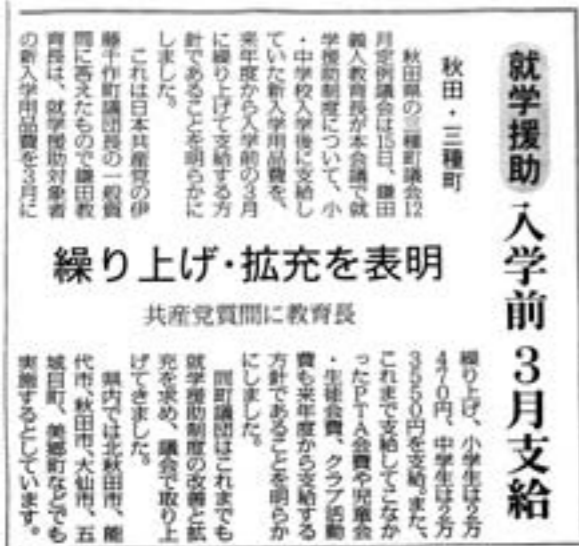 就学援助
入学前 3月支給
秋田・三種町
繰り上げ・拡充を表明
共産党質問に教育長
秋田県の三種町議会12
月定例議会は15日、鎌田
義人教育長が本会議で就
学援助制度について、小
・中学校入学後に支給し
ていた新入学用品費を、
来年度から入学前の3月
に繰り上げて支給する方
針であることを明らかに
しました。
これは日本共産党の伊
藤千作町議団長の一般質
問に答えたもので鎌田教
育長は、就学援助対象者
の新入学用品費を3月に
繰り上げ、小学生は2万
470円、中学生は2万
3550円を支給。また、
これまで支給してこなか
ったPTA会費や児童会
・生徒会費、クラブ活動
費も来年度から支給する
方針であることを明らか
にしました。
同町議団はこれまでも
就学援助制度の改善と拡
充を求め、議会で取り上
げてきました。
県内では北秋田市、能
代市、秋田市、大仙市、五
城目町、美郷町などでも
実施するとしています。